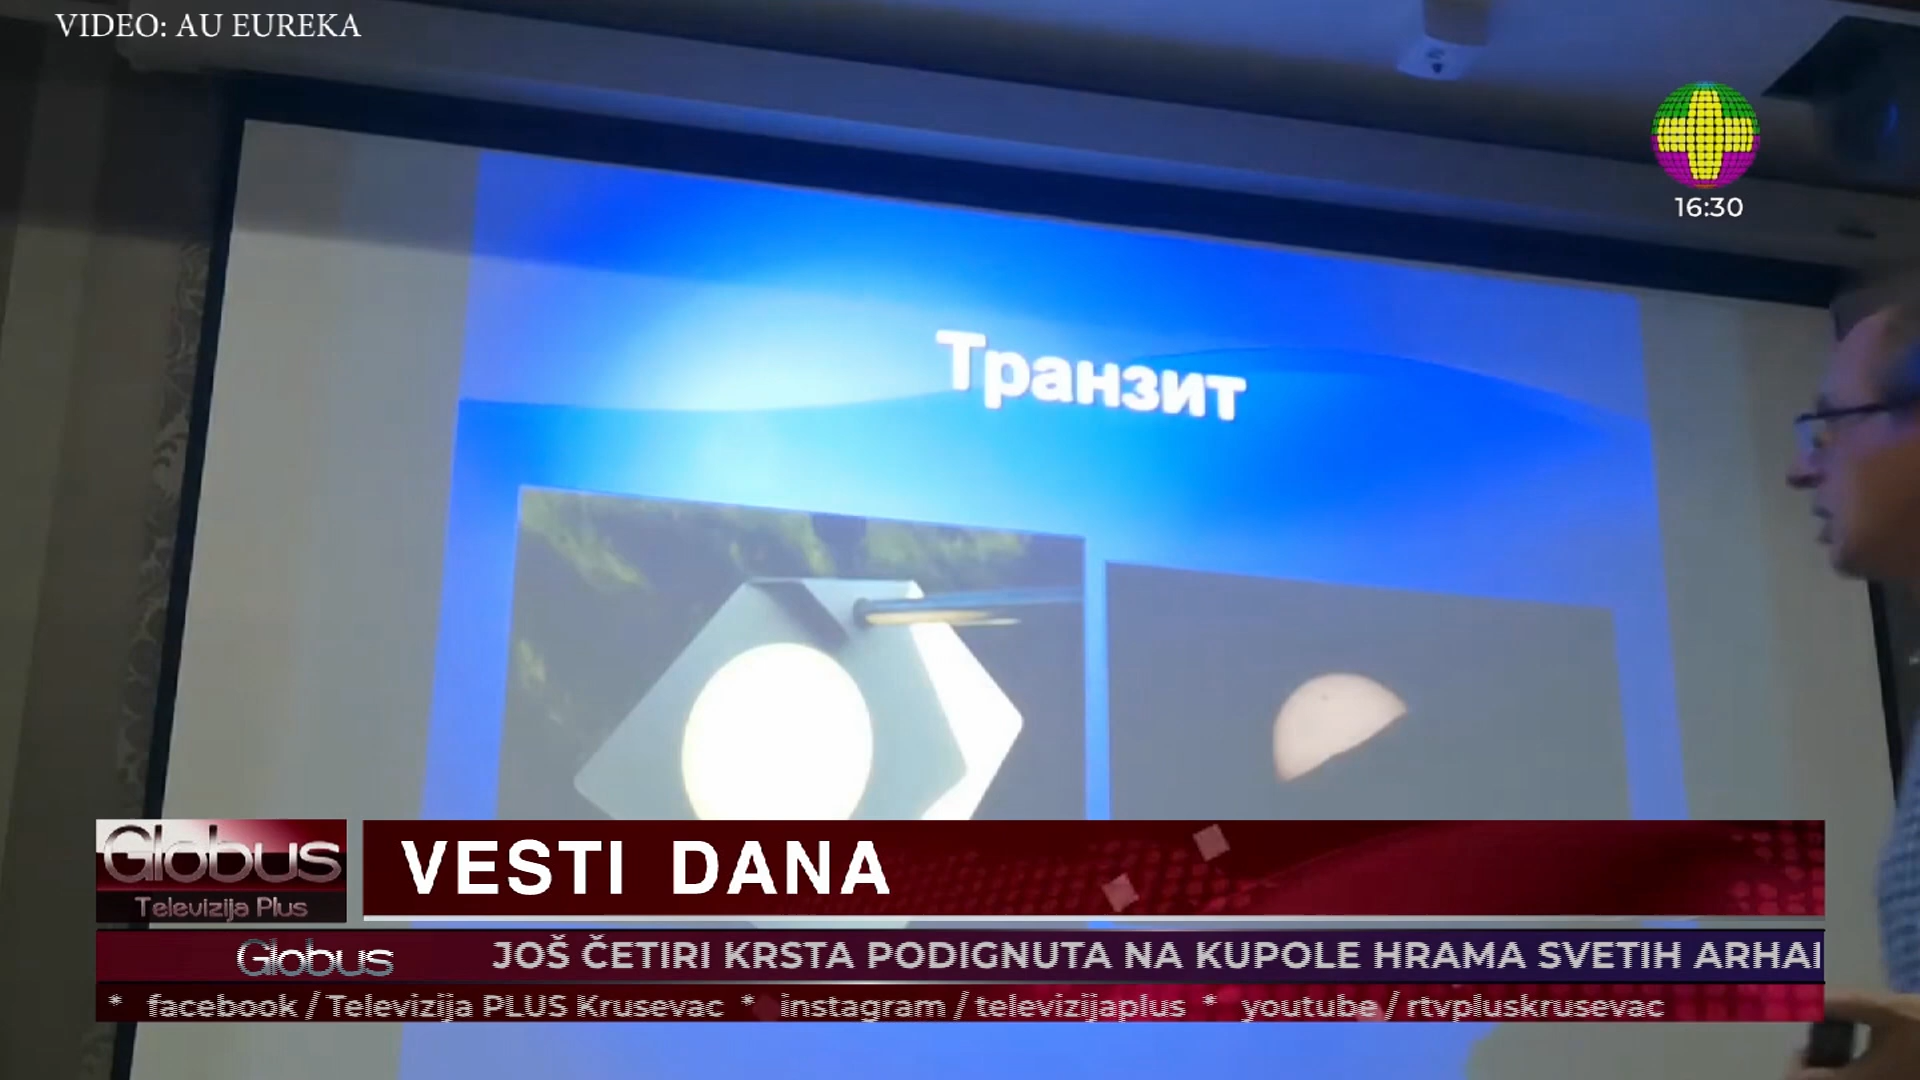 VIDEO: AU EUREKA
16:30
Транзит
Globus
Televizija Plus
VESTI DANA
Globus JOŠ ČETIRI KRSTA PODIGNUTA NA KUPOLE HRAMA SVETIH ARHAI
* facebook / Televizija PLUS Krusevac * instagram / televizijaplus * youtube / rtvpluskrusevac